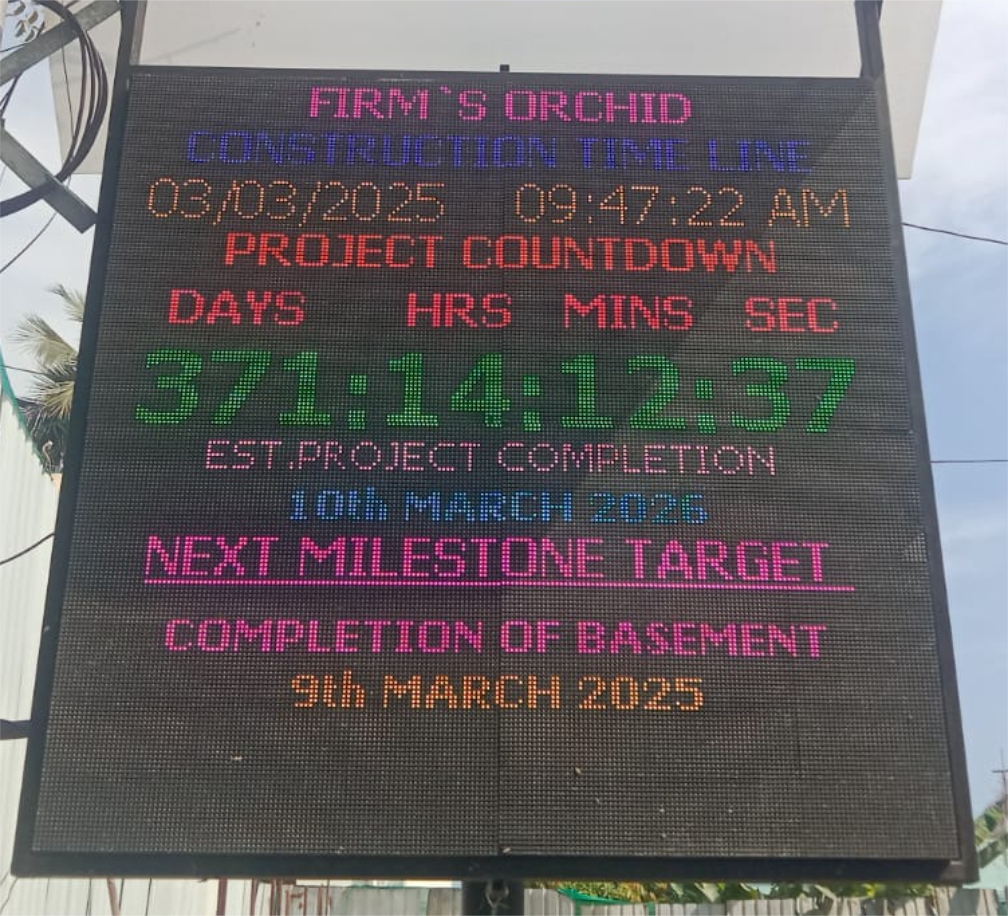 FIRM`S ORCHID
CONSTRUCTION TIME LINE
03/03/2025 09:47:22 AM
PROJECT COUNTDOWN
DAYS HRS MINS SEC
371:14:12:37
EST.PROJECT COMPLETION
10th MARCH 2026
NEXT MILESTONE TARGET
COMPLETION OF BASEMENT
9th MARCH 2025